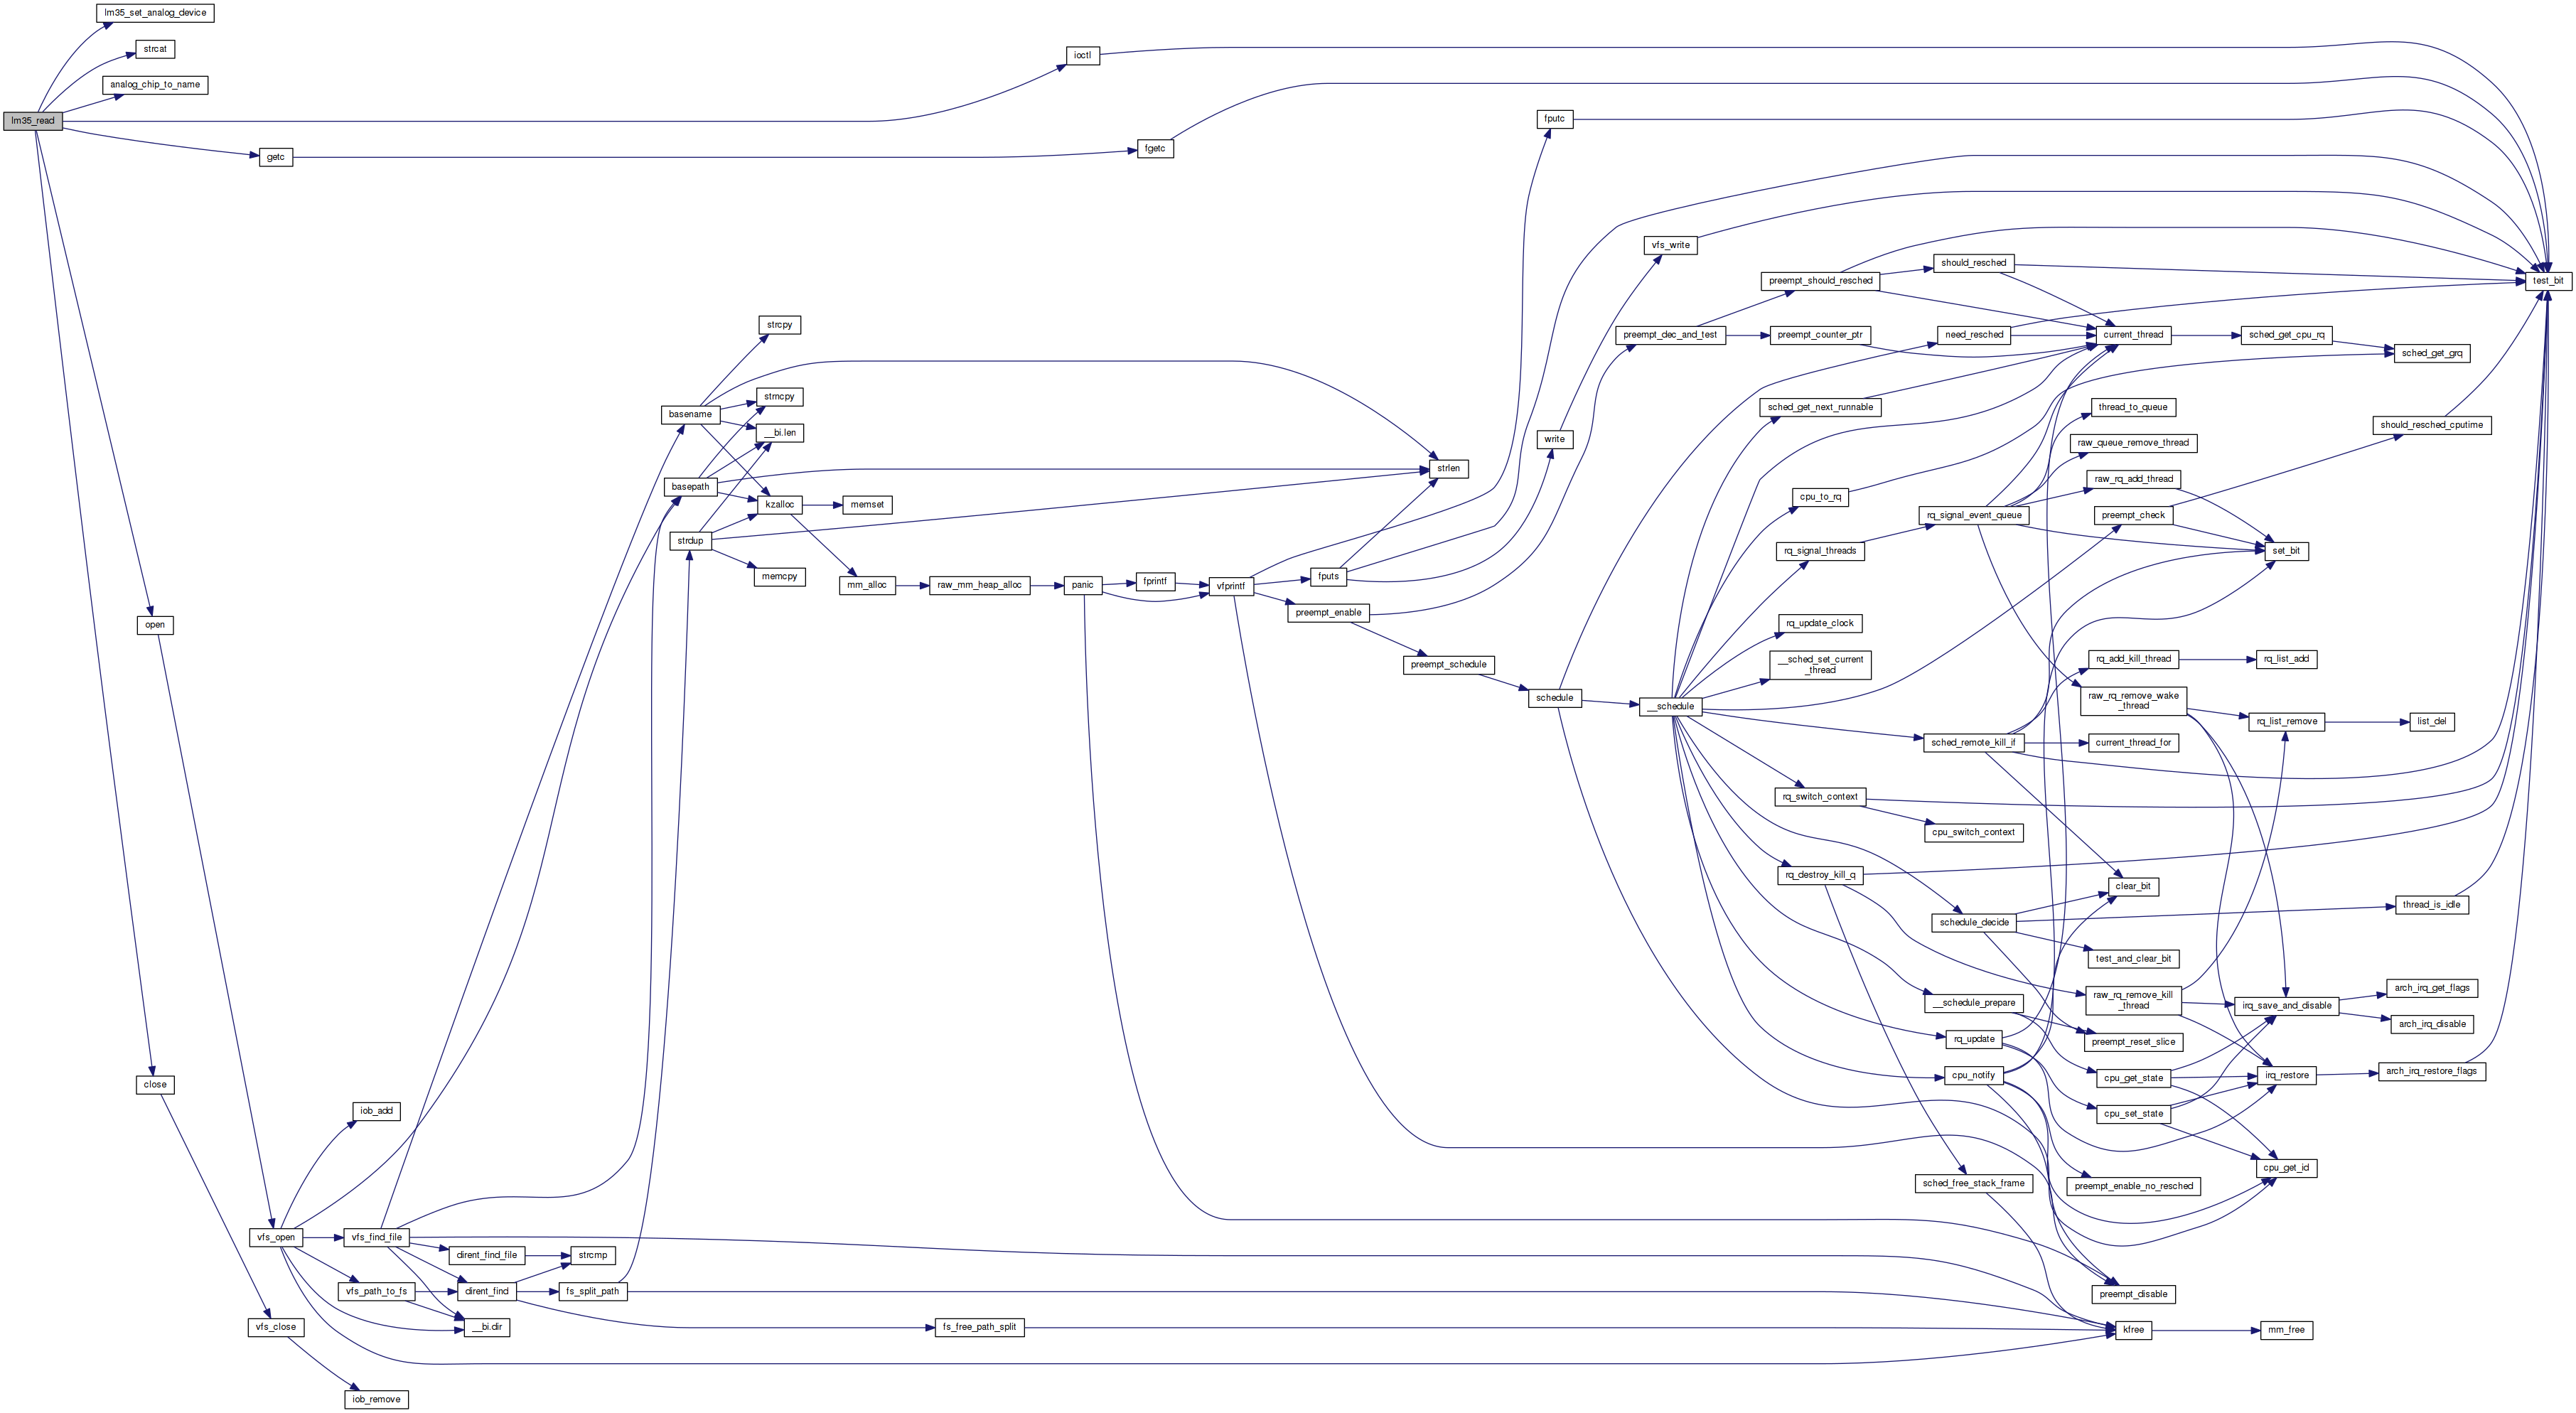 lm35_set_analog_device
strcat
analog_chip_to_name
lm35_read
getc
open
close
vfs_open
vfs_close
iob_add
vfs_find_file
vfs_path_to_fs
iob_remove
dirent_find_file
dirent_find
__bi.dir
strcmp
fs_split_path
basename
basepath
strdup
strcpy
strncpy
__bi.len
kzalloc
memcpy
memset
mm_alloc
raw_mm_heap_alloc
fs_free_path_split
ioctl
panic
fgetc
fprintf
vfprintf
fputs
preempt_enable
strlen
preempt_schedule
fputc
write
schedule
vfs_write
preempt_dec_and_test
__schedule
preempt_should_resched
preempt_counter_ptr
sched_get_next_runnable
cpu_to_rq
rq_signal_threads
rq_update_clock
__sched_set_current
_thread
rq_switch_context
rq_destroy_kill_q
should_resched
need_resched
rq_signal_event_queue
sched_remote_kill_if
cpu_switch_context
schedule_decide
__schedule_prepare
rq_update
cpu_notify
sched_free_stack_frame
current_thread
thread_to_queue
raw_queue_remove_thread
raw_rq_add_thread
preempt_check
rq_add_kill_thread
raw_rq_remove_wake
_thread
current_thread_for
clear_bit
test_and_clear_bit
raw_rq_remove_kill
_thread
preempt_reset_slice
cpu_get_state
cpu_set_state
preempt_enable_no_resched
preempt_disable
kfree
sched_get_cpu_rq
set_bit
rq_list_add
rq_list_remove
irq_save_and_disable
irq_restore
cpu_get_id
mm_free
sched_get_grq
should_resched_cputime
list_del
thread_is_idle
arch_irq_get_flags
arch_irq_disable
arch_irq_restore_flags
test_bit